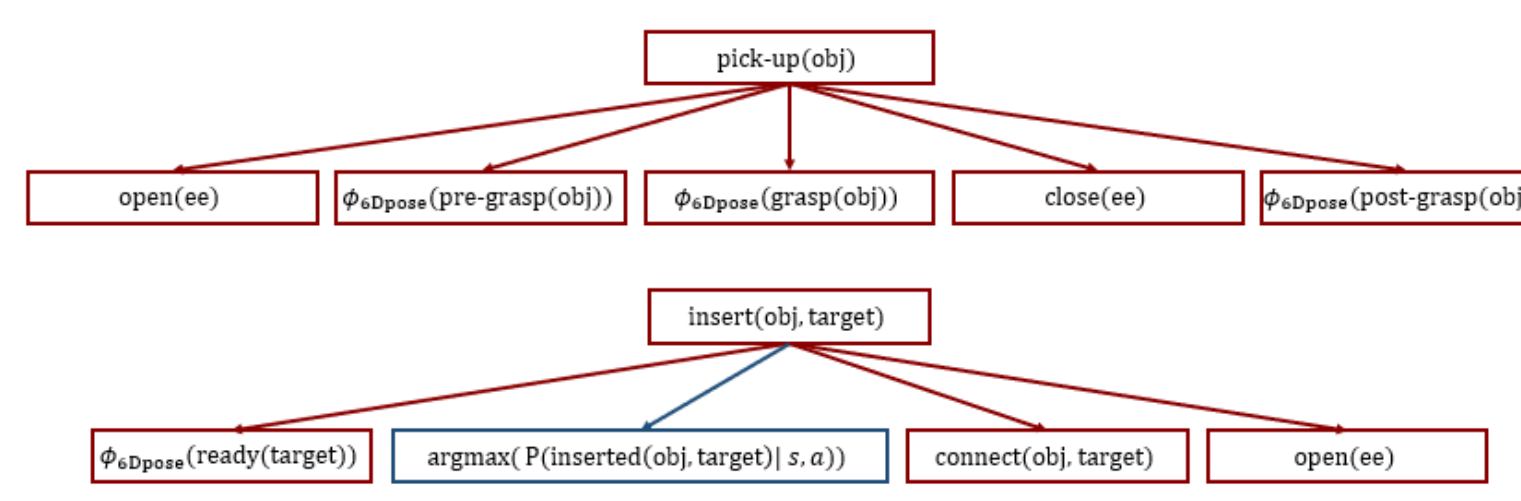 pick-up(obj)
open(ee)
ϕ₆Dpose(pre-grasp(obj))
ϕ₆Dpose(grasp(obj))
close(ee)
ϕ₆Dpose(post-grasp(obj
insert(obj, target)
ϕ₆Dpose(ready(target))
argmax( P(inserted(obj, target)| s, a))
connect(obj, target)
open(ee)